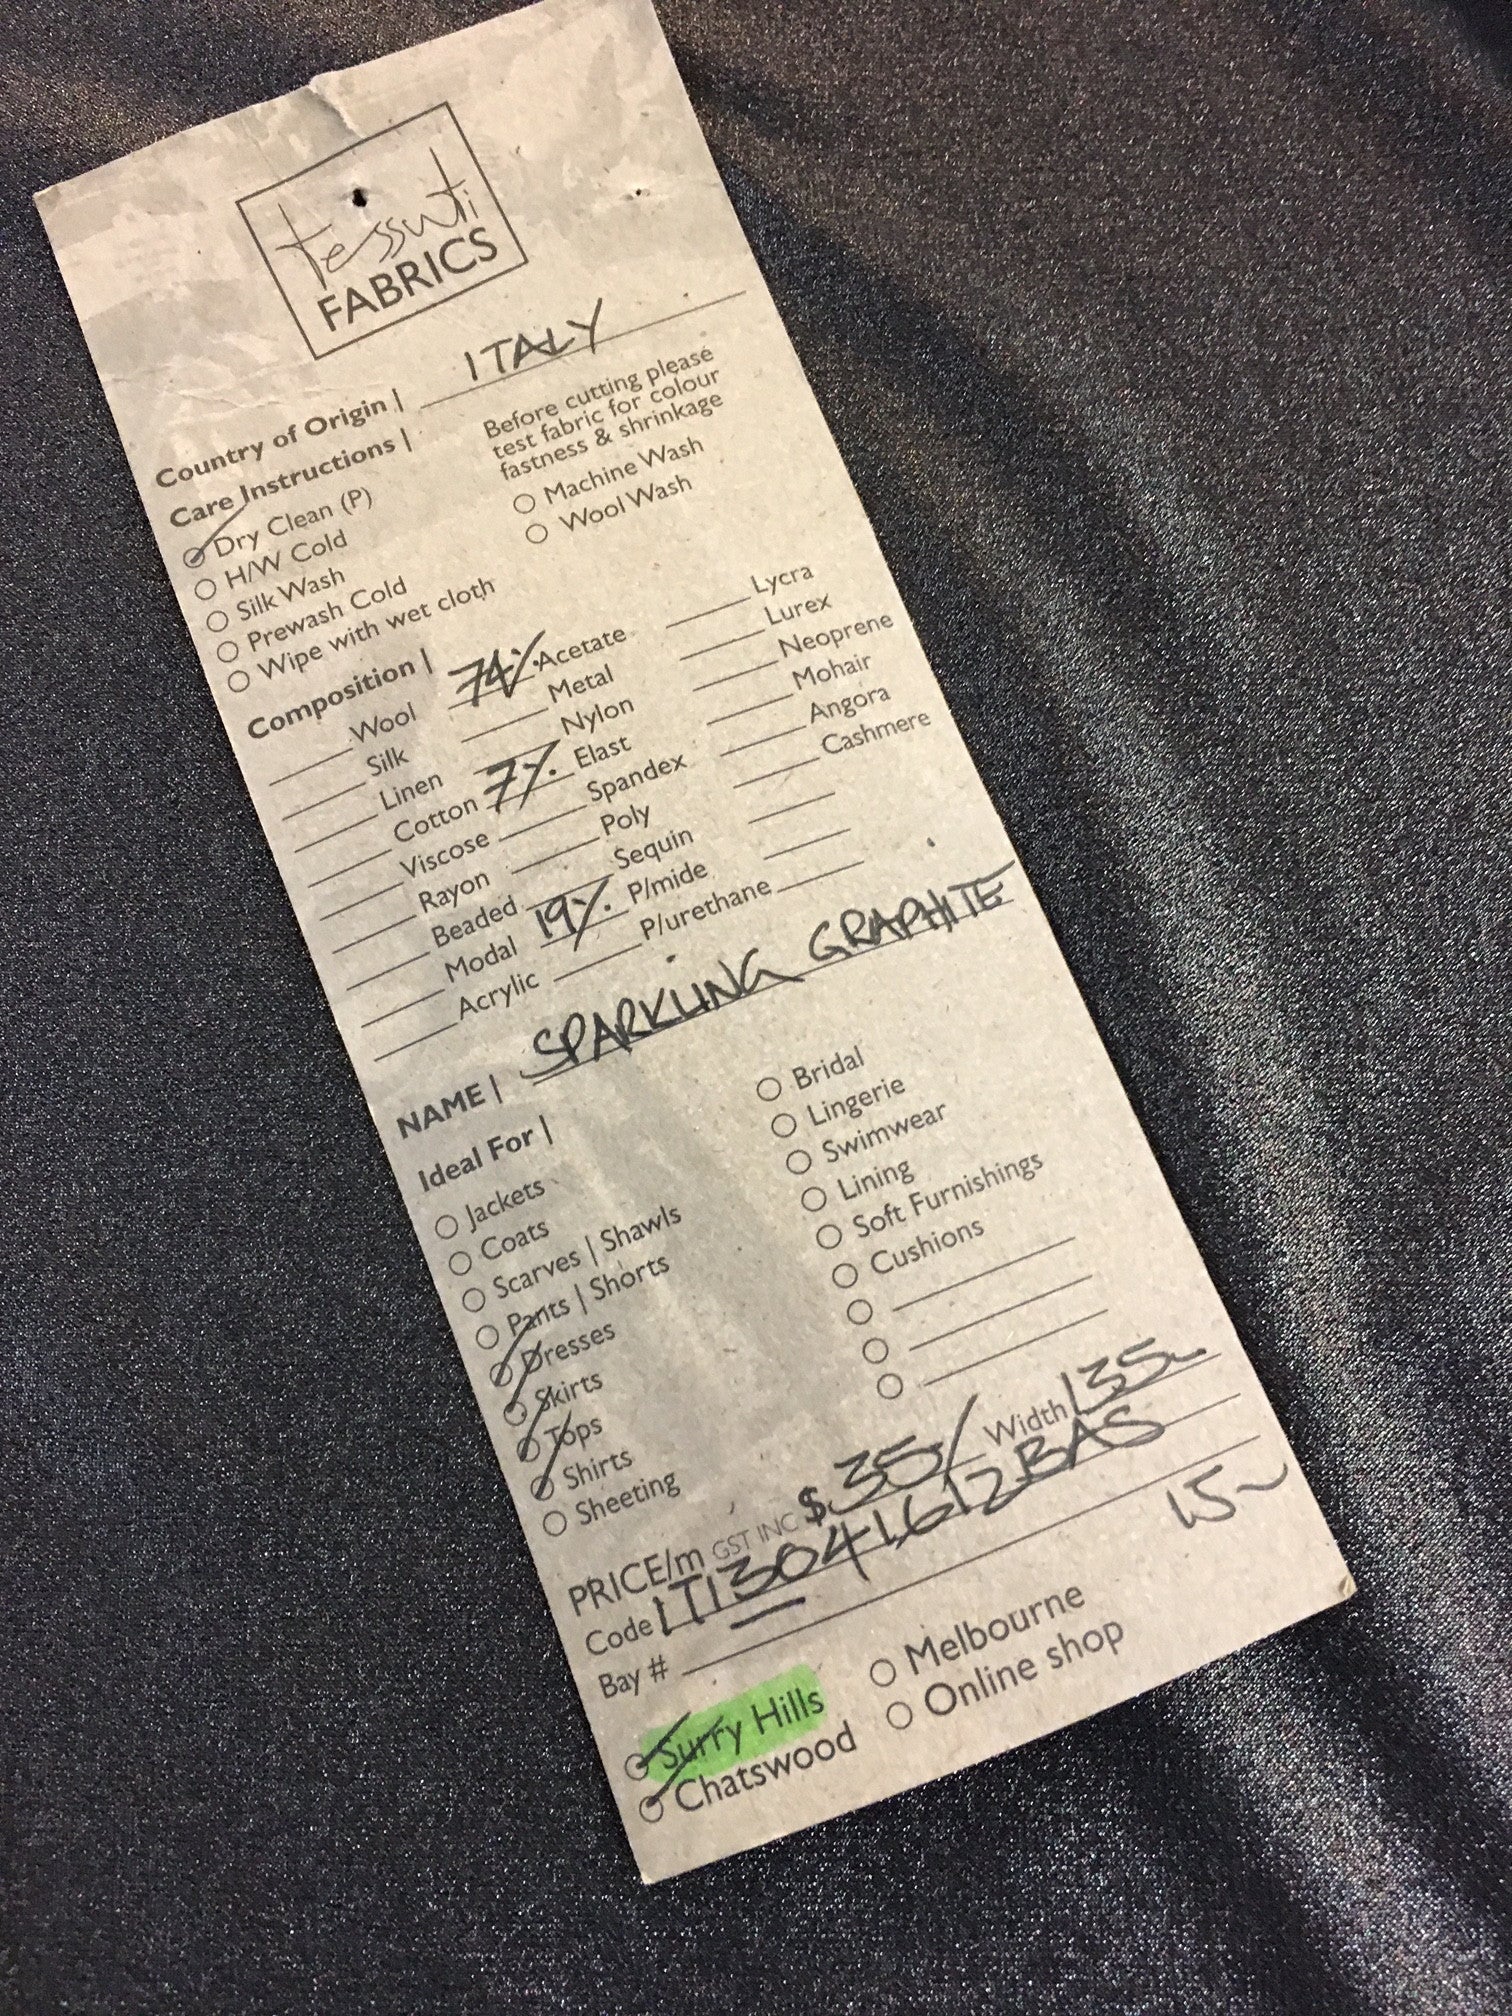 tessuti
FABRICS
Country of Origin | ITALY
Care Instructions | Before cutting please
test fabric for colour
fastness & shrinkage
Dry Clean (P) Machine Wash
H/W Cold Wool Wash
Silk Wash
Prewash Cold
Wipe with wet cloth
Composition |
Wool 74% Acetate Lycra
Silk Metal Lurex
Linen Nylon Neoprene
Cotton 7% Elast Mohair
Viscose Spandex Angora
Rayon Poly Cashmere
Beaded Sequin
Modal 19% P/mide
Acrylic P/urethane
NAME | SPARKLING GRAPHITE
Ideal For |
Jackets Bridal
Coats Lingerie
Scarves | Shawls Swimwear
Pants | Shorts Lining
Dresses Soft Furnishings
Skirts Cushions
Tops
Shirts
Sheeting
PRICE/m GST INC $35/ Width 135
Code LT13041612BAS
Bay # 15
Surry Hills Melbourne
Chatswood Online shop